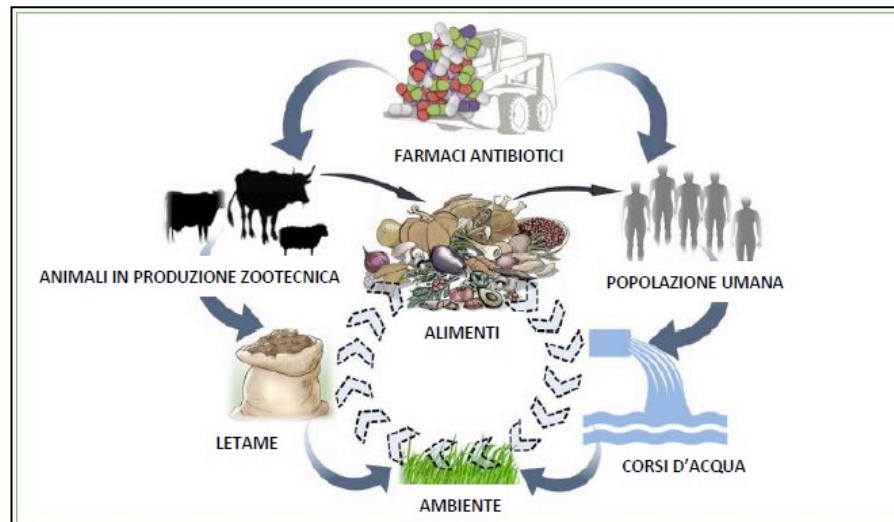 FARMACI ANTIBIOTICI
ANIMALI IN PRODUZIONE ZOOTECNICA
POPOLAZIONE UMANA
ALIMENTI
LETAME
CORSI D'ACQUA
AMBIENTE